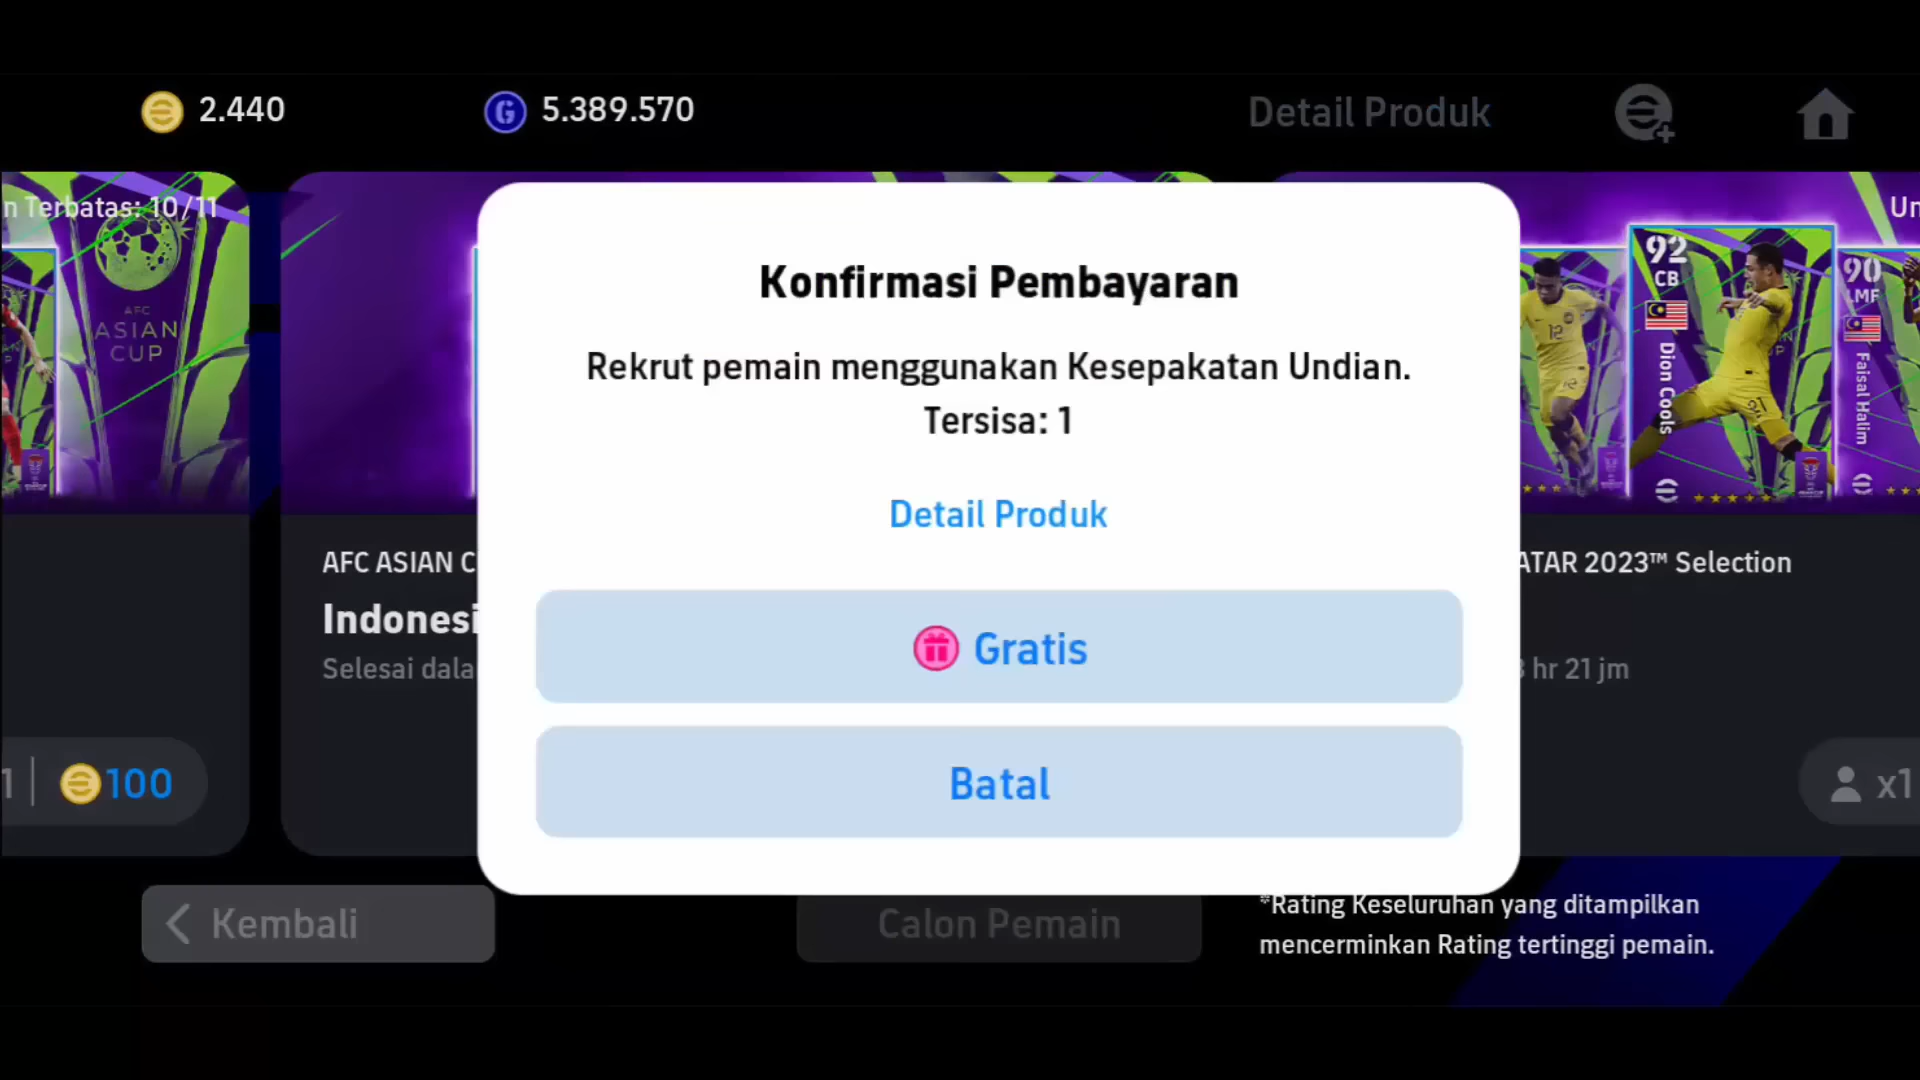 2.440
5.389.570
Detail Produk
n Terbatas: 10/11
AFC
ASIAN
CUP
Konfirmasi Pembayaran
Rekrut pemain menggunakan Kesepakatan Undian.
Tersisa: 1
Detail Produk
Gratis
Batal
AFC ASIAN C
Indonesi
Selesai dala
100
92
CB
Dion Cools
90
LMF
Faisal Halim
12
21
ATAR 2023™ Selection
hr 21 jm
x1
Kembali
Calon Pemain
*Rating Keseluruhan yang ditampilkan
mencerminkan Rating tertinggi pemain.